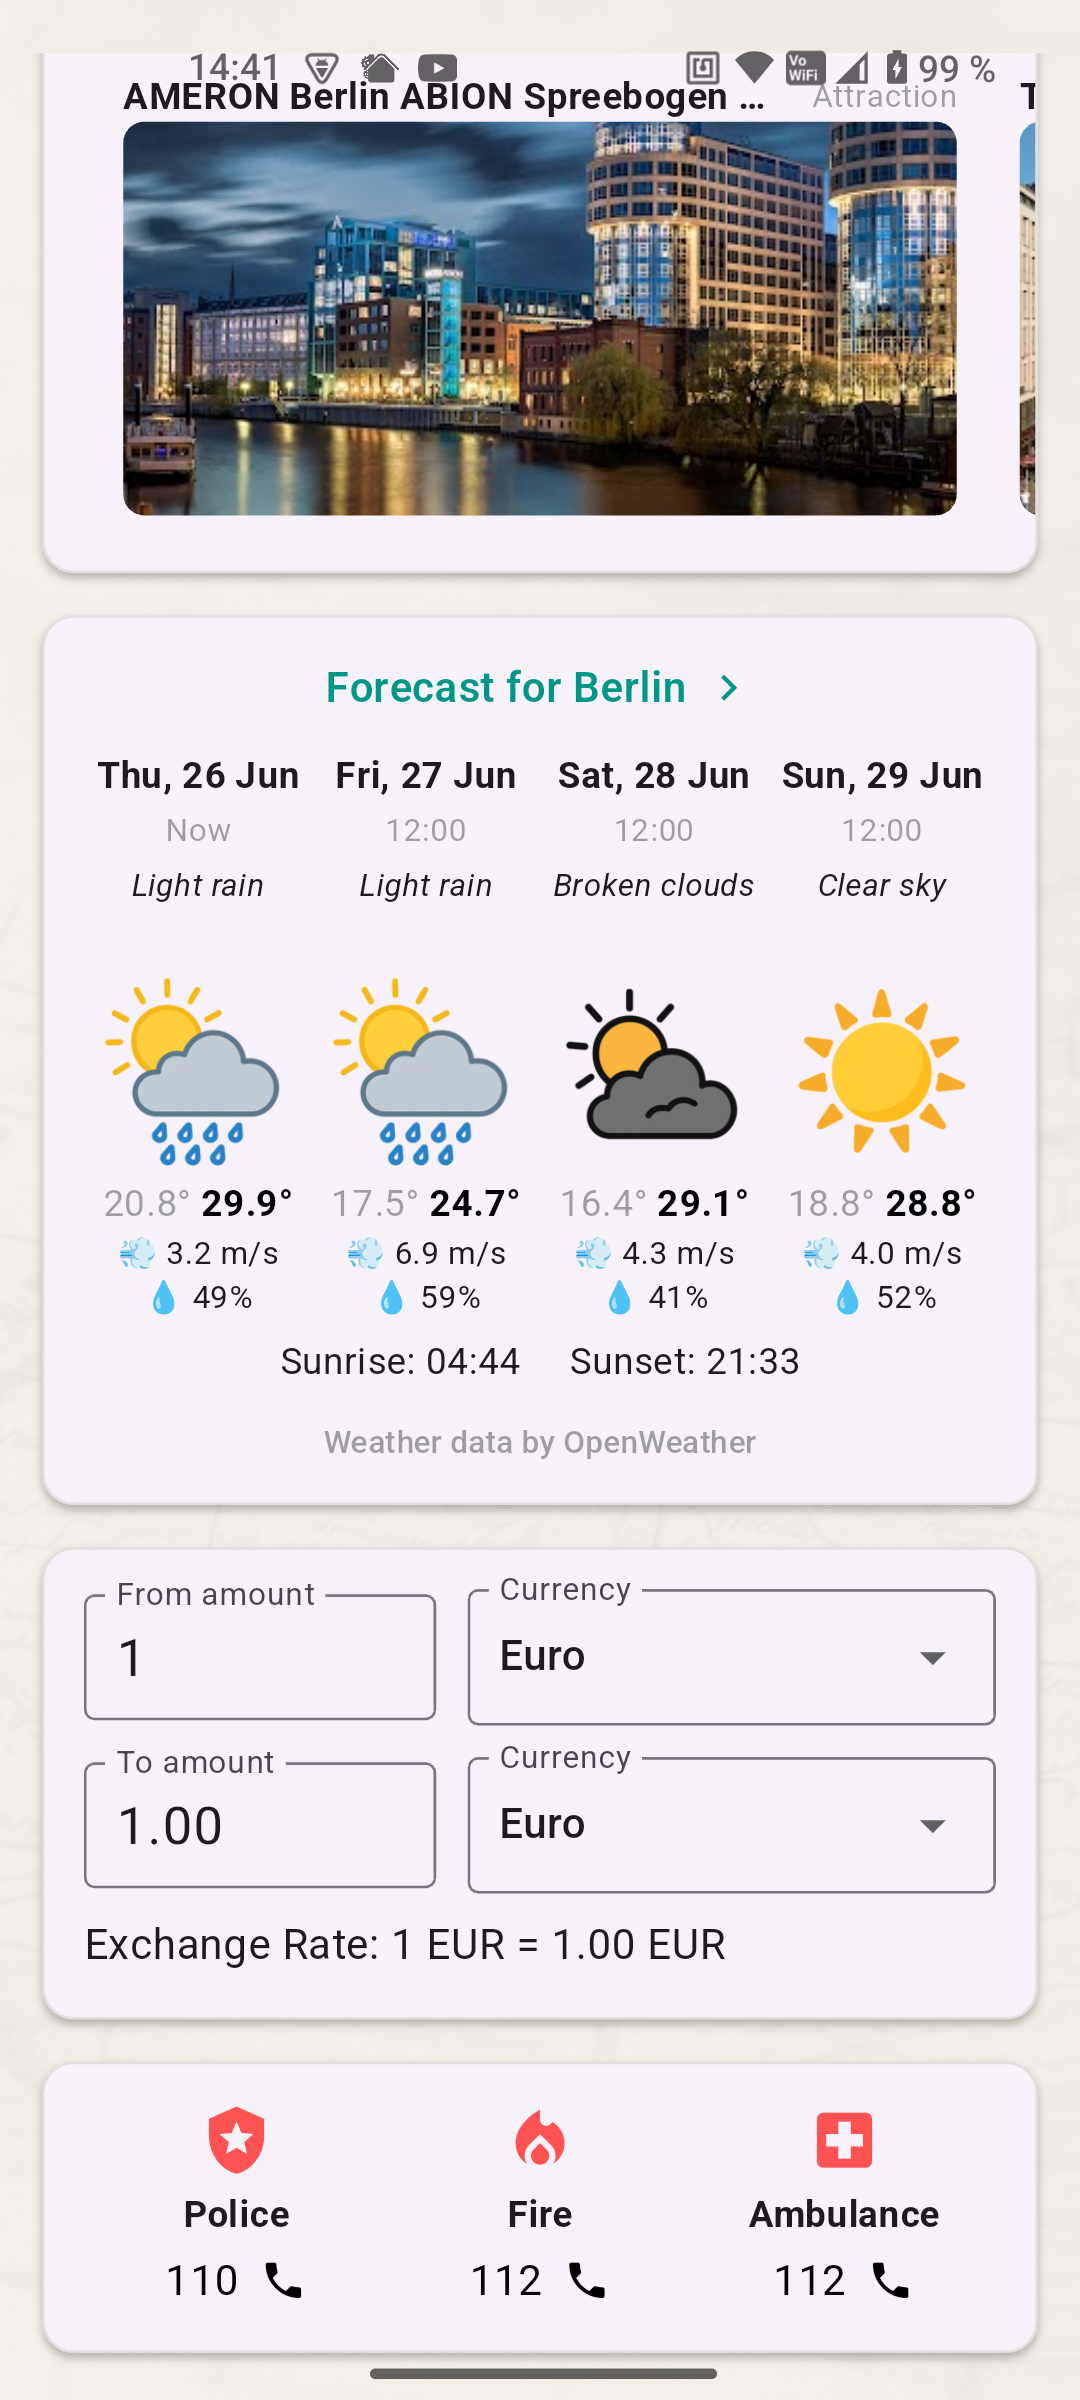 14:41 Vo WiFi 99 %
AMERON Berlin ABION Spreebogen ... Attraction T
Forecast for Berlin
Thu, 26 Jun Fri, 27 Jun Sat, 28 Jun Sun, 29 Jun
Now 12:00 12:00 12:00
Light rain Light rain Broken clouds Clear sky
20.8° 29.9° 17.5° 24.7° 16.4° 29.1° 18.8° 28.8°
3.2 m/s 6.9 m/s 4.3 m/s 4.0 m/s
49% 59% 41% 52%
Sunrise: 04:44 Sunset: 21:33
Weather data by OpenWeather
From amount Currency
1 Euro
To amount Currency
1.00 Euro
Exchange Rate: 1 EUR = 1.00 EUR
Police Fire Ambulance
110 112 112